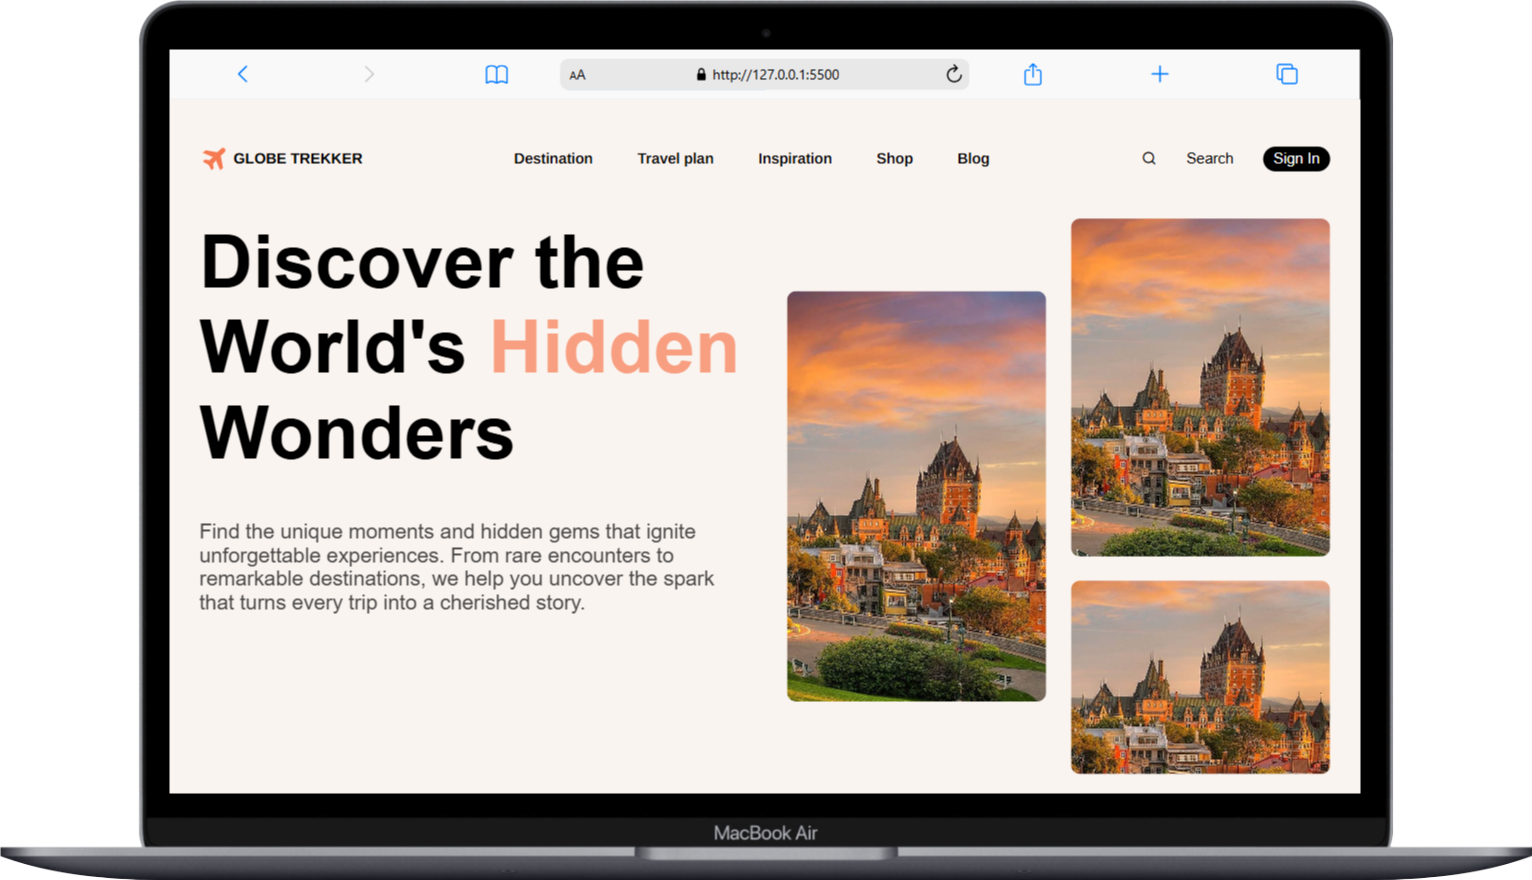 AA
http://127.0.0.1:5500
GLOBE TREKKER
Destination
Travel plan
Inspiration
Shop
Blog
Search
Sign In
Discover the
World's Hidden
Wonders
Find the unique moments and hidden gems that ignite
unforgettable experiences. From rare encounters to
remarkable destinations, we help you uncover the spark
that turns every trip into a cherished story.
MacBook Air